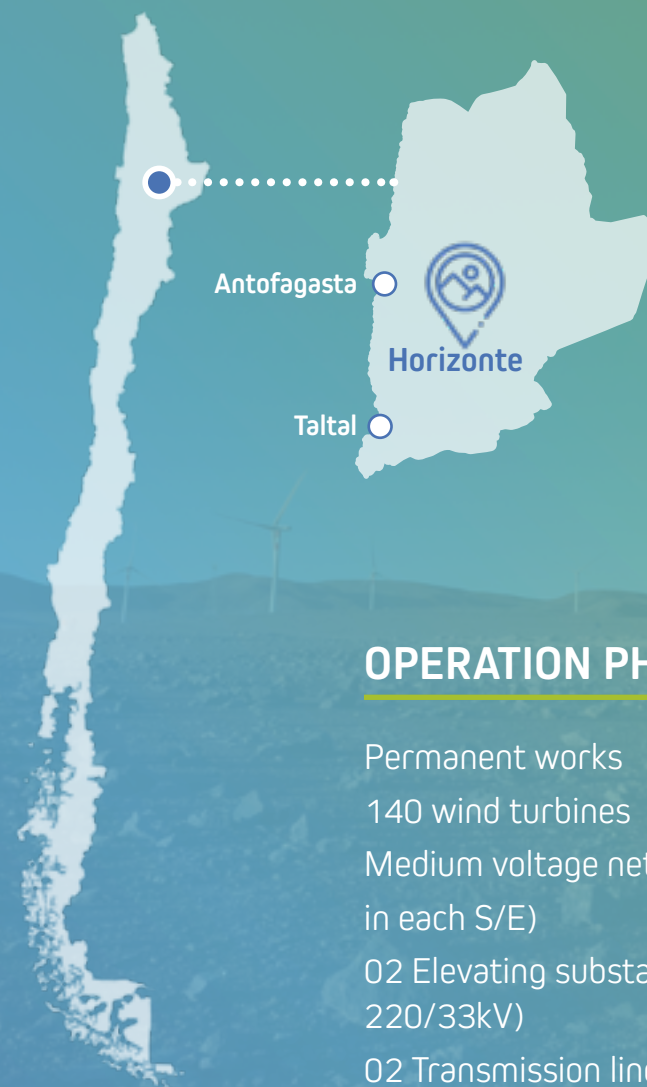 Antofagasta
Horizonte
Taltal
OPERATION PH
Permanent works
140 wind turbines
Medium voltage net
in each S/E)
02 Elevating substa
220/33kV)
02 Transmission line